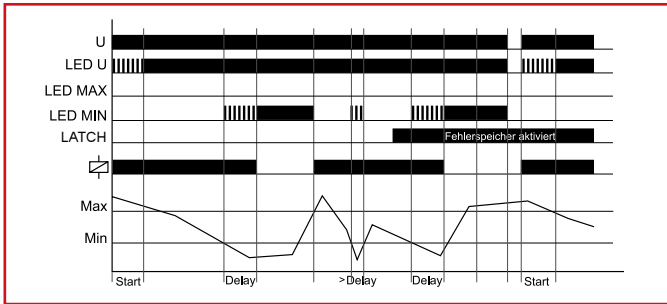 U
LED U
LED MAX
LED MIN
LATCH
Fehlerspeicher aktiviert
Max
Min
Start
Delay
>Delay
Delay
Start